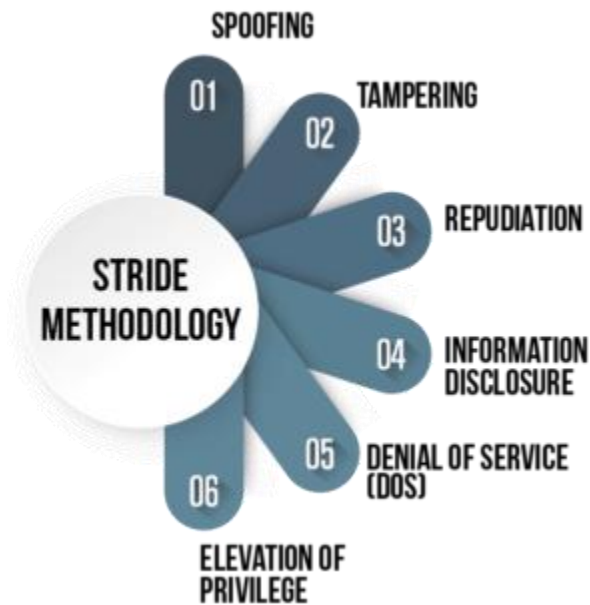 SPOOFING
01
TAMPERING
02
03
REPUDIATION
STRIDE
METHODOLOGY
04
INFORMATION
DISCLOSURE
05
DENIAL OF SERVICE
(DOS)
06
ELEVATION OF
PRIVILEGE